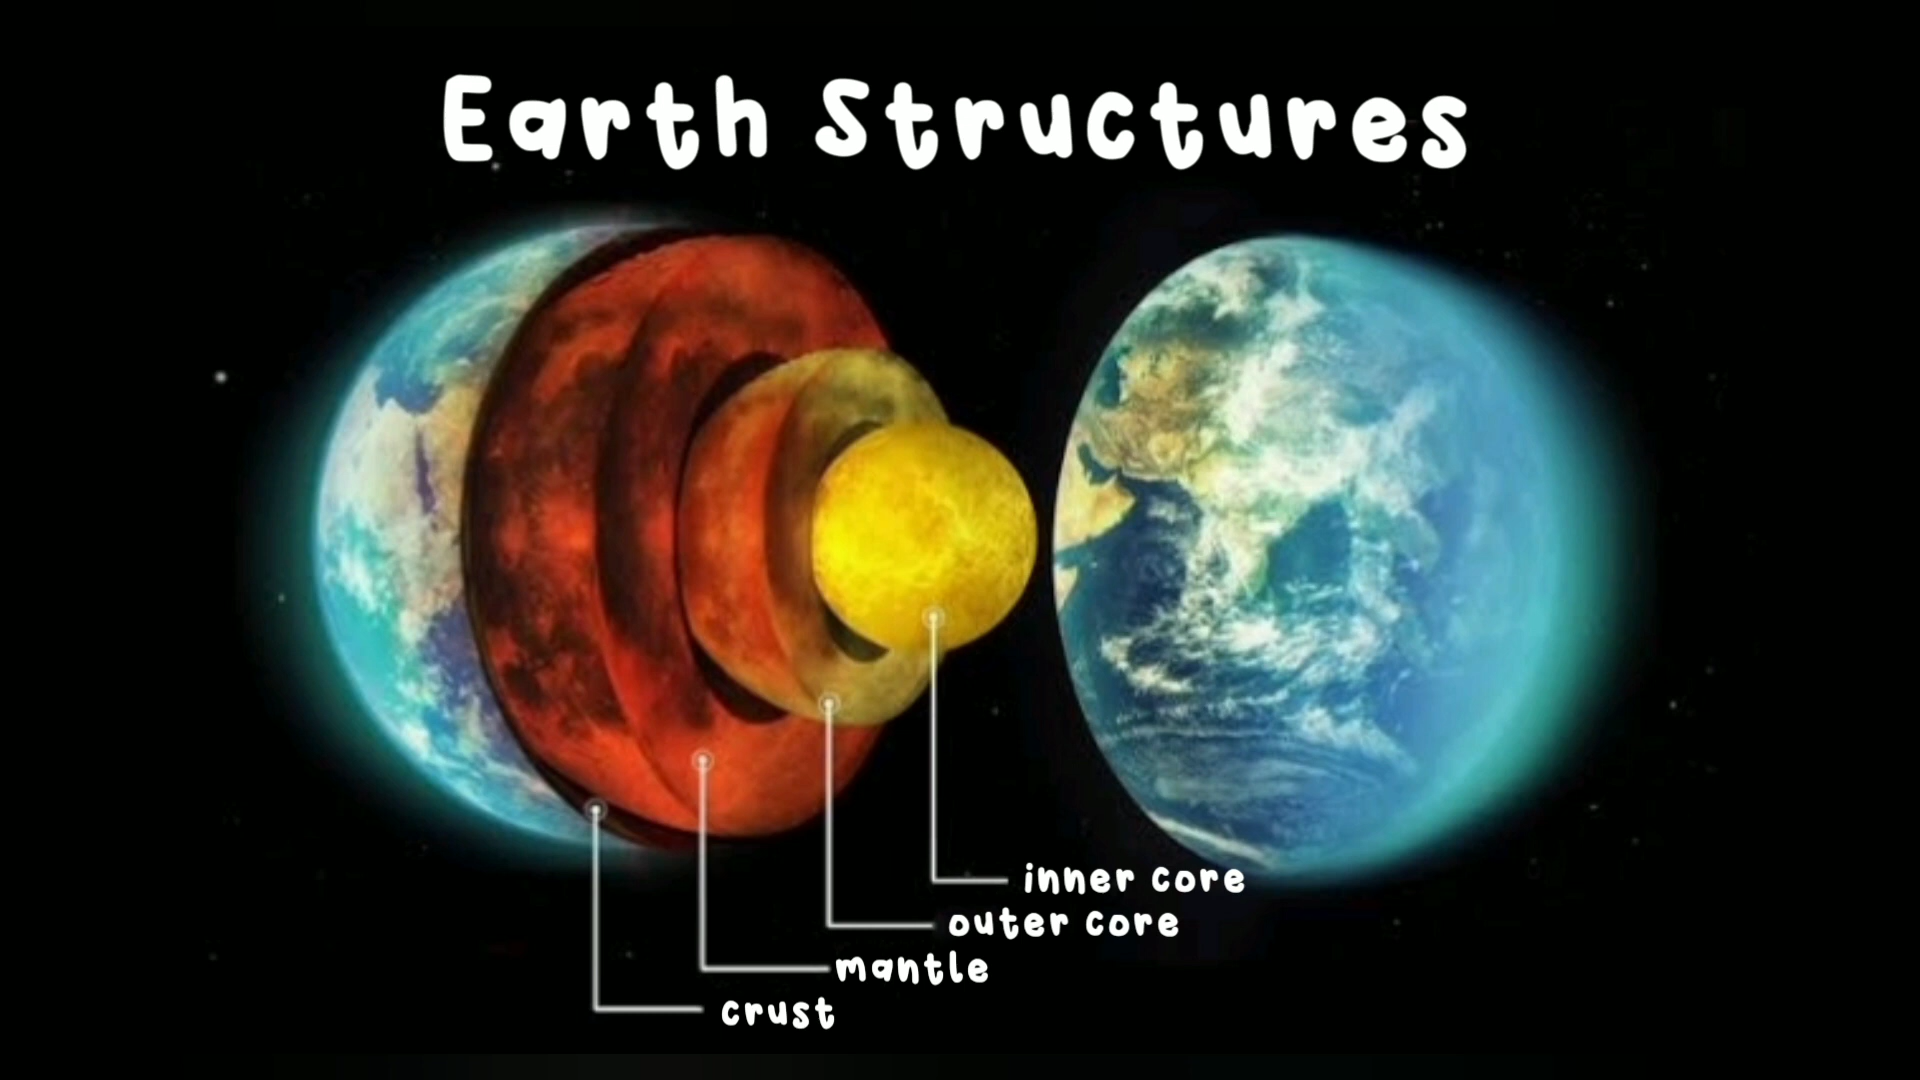 Earth Structures
inner core
outer core
mantle
crust